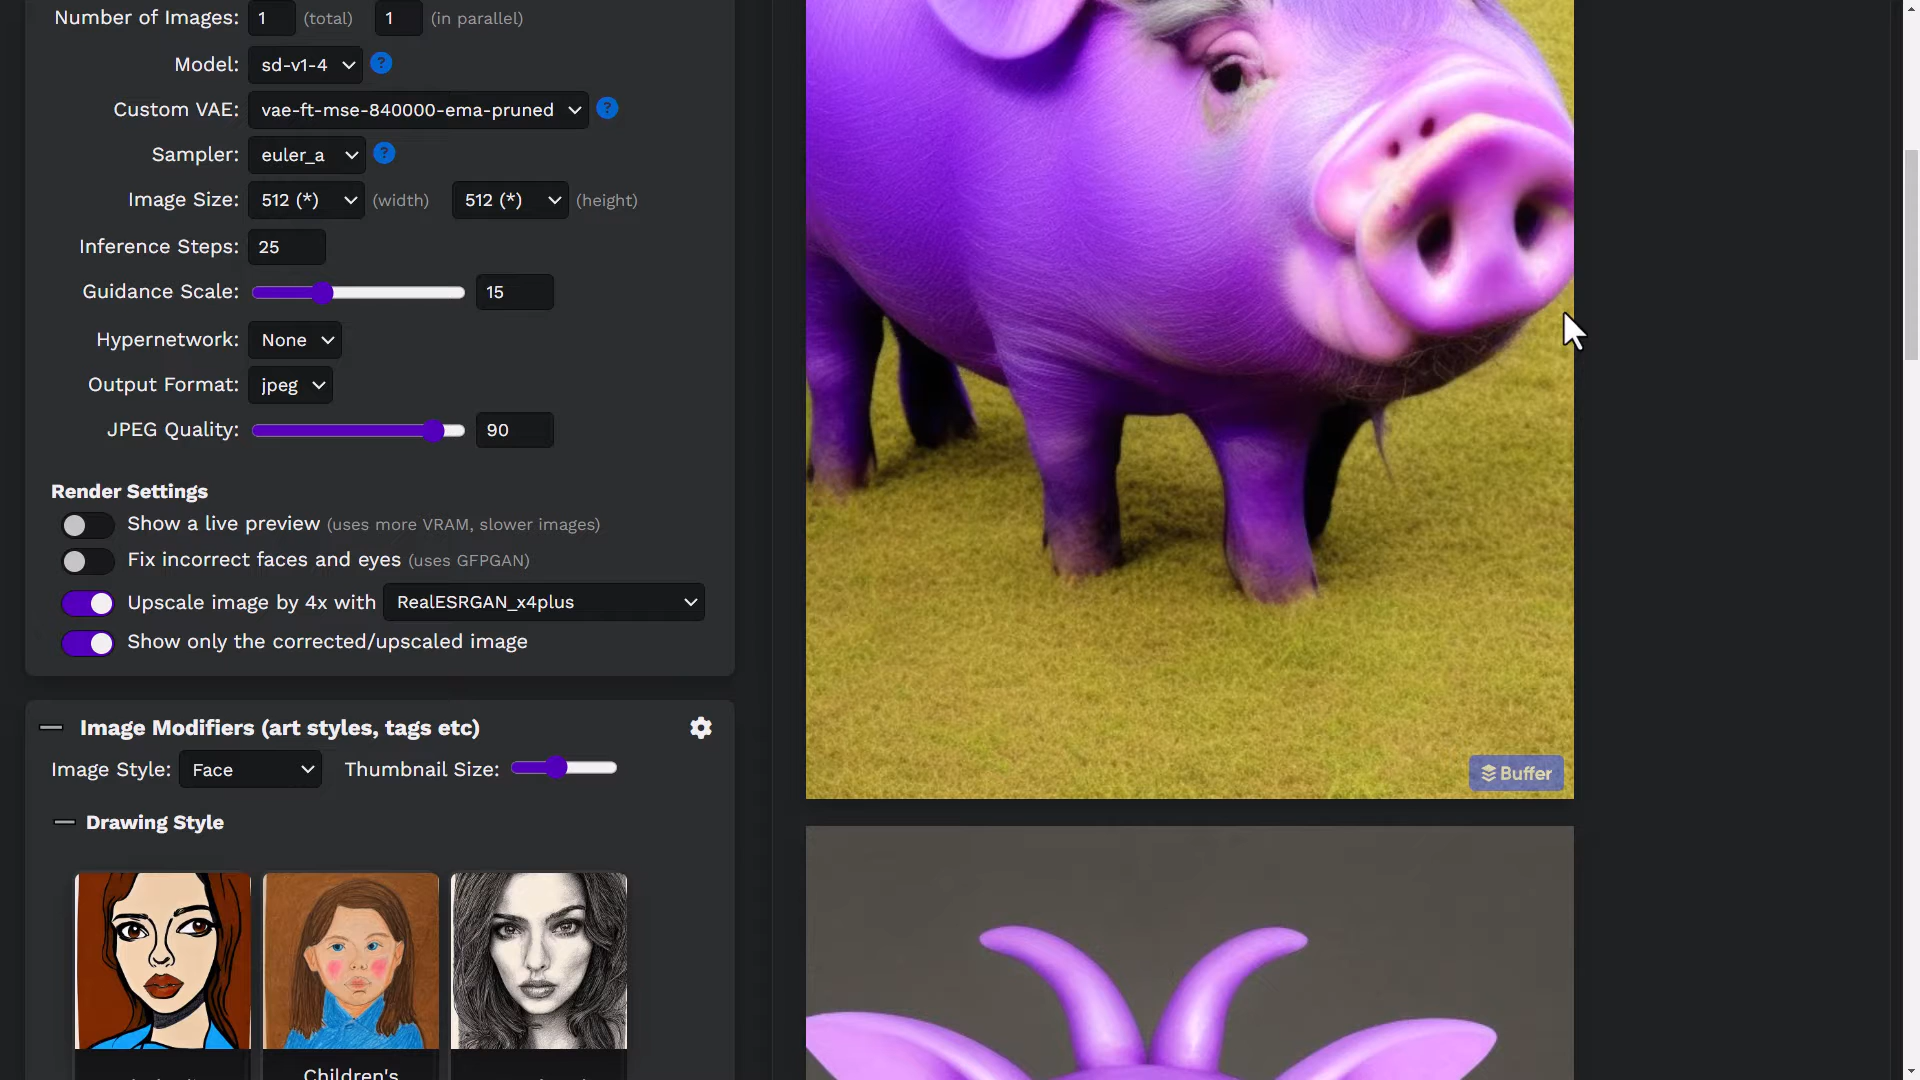 Number of Images: 1 (total) 1 (in parallel)
Model: sd-v1-4 ?
Custom VAE: vae-ft-mse-840000-ema-pruned ?
Sampler: euler_a ?
Image Size: 512 (*) (width) 512 (*) (height)
Inference Steps: 25
Guidance Scale: 15
Hypernetwork: None
Output Format: jpeg
JPEG Quality: 90
Render Settings
Show a live preview (uses more VRAM, slower images)
Fix incorrect faces and eyes (uses GFPGAN)
Upscale image by 4x with RealESRGAN_x4plus
Show only the corrected/upscaled image
Buffer
Image Modifiers (art styles, tags etc)
Image Style: Face Thumbnail Size:
Drawing Style
Children's